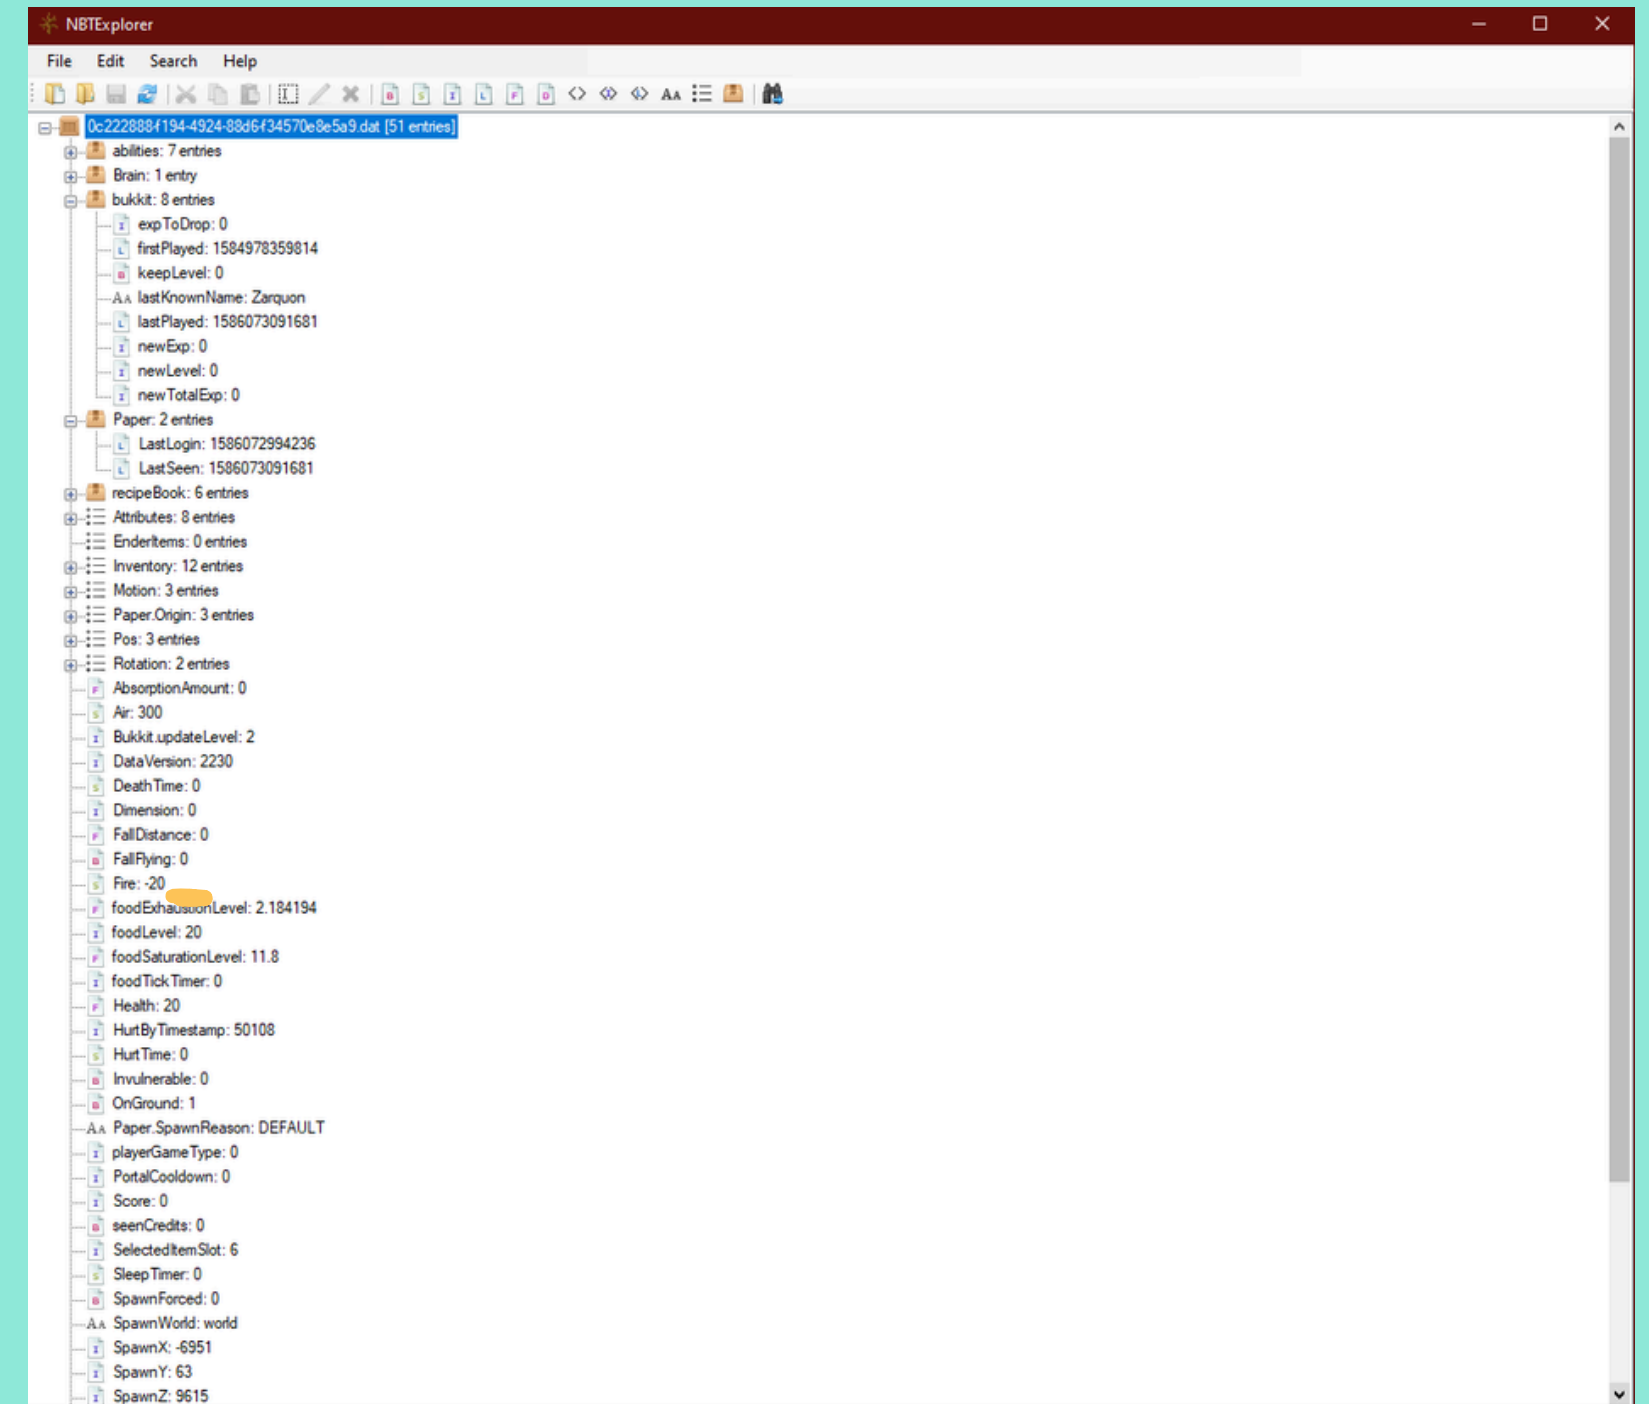 NBTExplorer
File Edit Search Help
0c222888-f194-4924-88d6-f34570e8e5a9.dat [51 entries]
abilities: 7 entries
Brain: 1 entry
bukkit: 8 entries
expToDrop: 0
firstPlayed: 1584978359814
keepLevel: 0
lastKnownName: Zarquon
lastPlayed: 1586073091681
newExp: 0
newLevel: 0
newTotalExp: 0
Paper: 2 entries
LastLogin: 1586072994236
LastSeen: 1586073091681
recipeBook: 6 entries
Attributes: 8 entries
EnderItems: 0 entries
Inventory: 12 entries
Motion: 3 entries
Paper.Origin: 3 entries
Pos: 3 entries
Rotation: 2 entries
AbsorptionAmount: 0
Air: 300
Bukkit.updateLevel: 2
DataVersion: 2230
DeathTime: 0
Dimension: 0
FallDistance: 0
FallFlying: 0
Fire: -20
foodExhaustionLevel: 2.184194
foodLevel: 20
foodSaturationLevel: 11.8
foodTickTimer: 0
Health: 20
HurtByTimestamp: 50108
HurtTime: 0
Invulnerable: 0
OnGround: 1
Paper.SpawnReason: DEFAULT
playerGameType: 0
PortalCooldown: 0
Score: 0
seenCredits: 0
SelectedItemSlot: 6
SleepTimer: 0
SpawnForced: 0
SpawnWorld: world
SpawnX: -6951
SpawnY: 63
SpawnZ: 9615